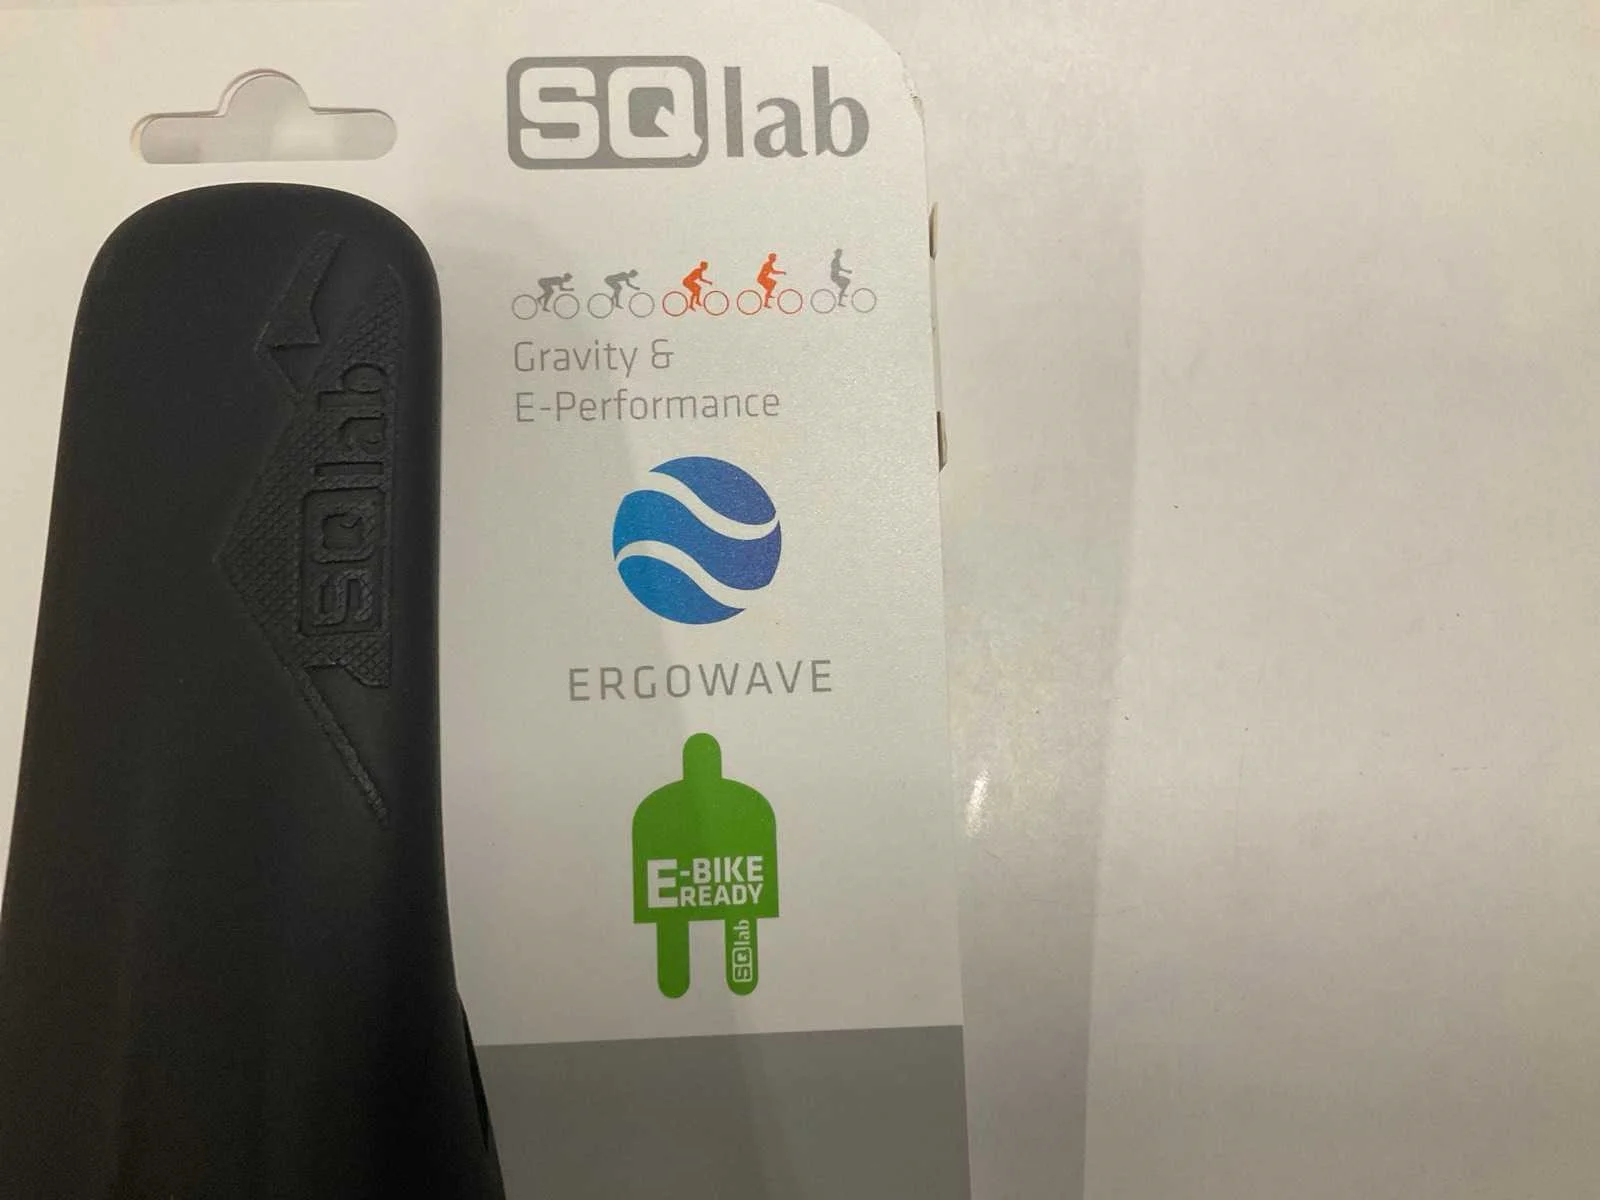 SQlab
Gravity &
E-Performance
ERGOWAVE
E-BIKE
READY
SQlab
SQlab